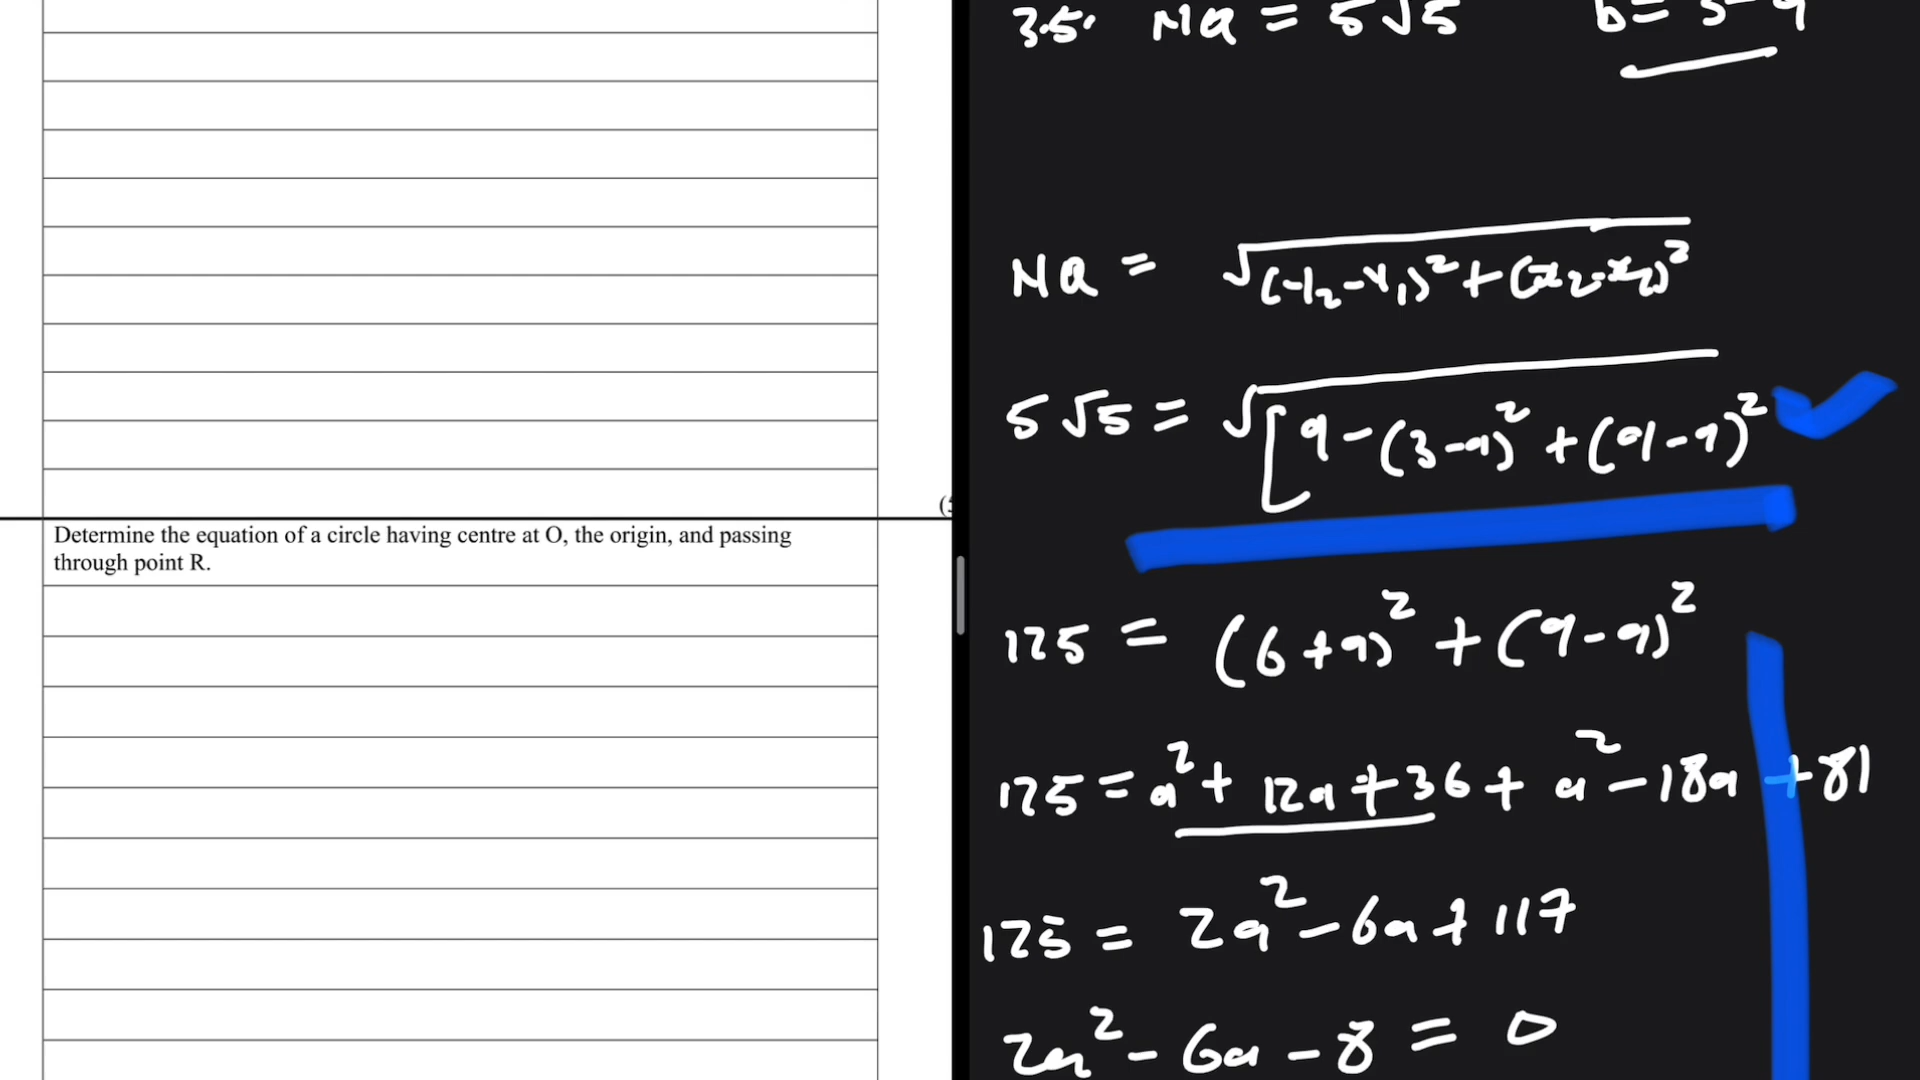 Determine the equation of a circle having centre at O, the origin, and passing
through point R.
3.5. NQ = 5√5 b = 3-a
NQ = √(y₂-y₁)²+(x₂-x₁)²
5√5 = √[9-(3-a)² + (9-a)²
125 = (6+a)² + (9-a)²
125 = a² + 12a + 36 + a² - 18a + 81
125 = 2a² - 6a + 117
2a² - 6a - 8 = 0